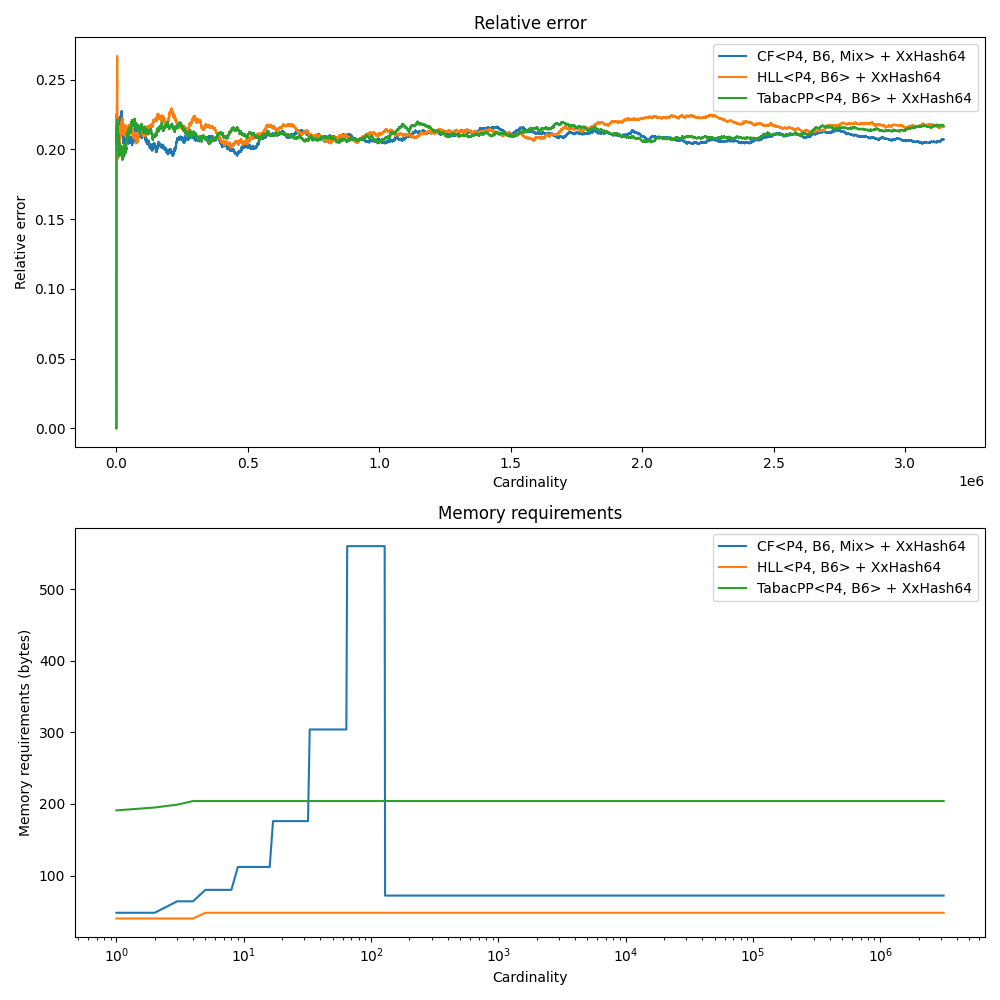 Relative error
CF<P4, B6, Mix> + XxHash64
HLL<P4, B6> + XxHash64
TabacPP<P4, B6> + XxHash64
Relative error
0.25
0.20
0.15
0.10
0.05
0.00
0.0 0.5 1.0 1.5 2.0 2.5 3.0
1e6
Cardinality
Memory requirements
CF<P4, B6, Mix> + XxHash64
HLL<P4, B6> + XxHash64
TabacPP<P4, B6> + XxHash64
Memory requirements (bytes)
500
400
300
200
100
10⁰ 10¹ 10² 10³ 10⁴ 10⁵ 10⁶
Cardinality